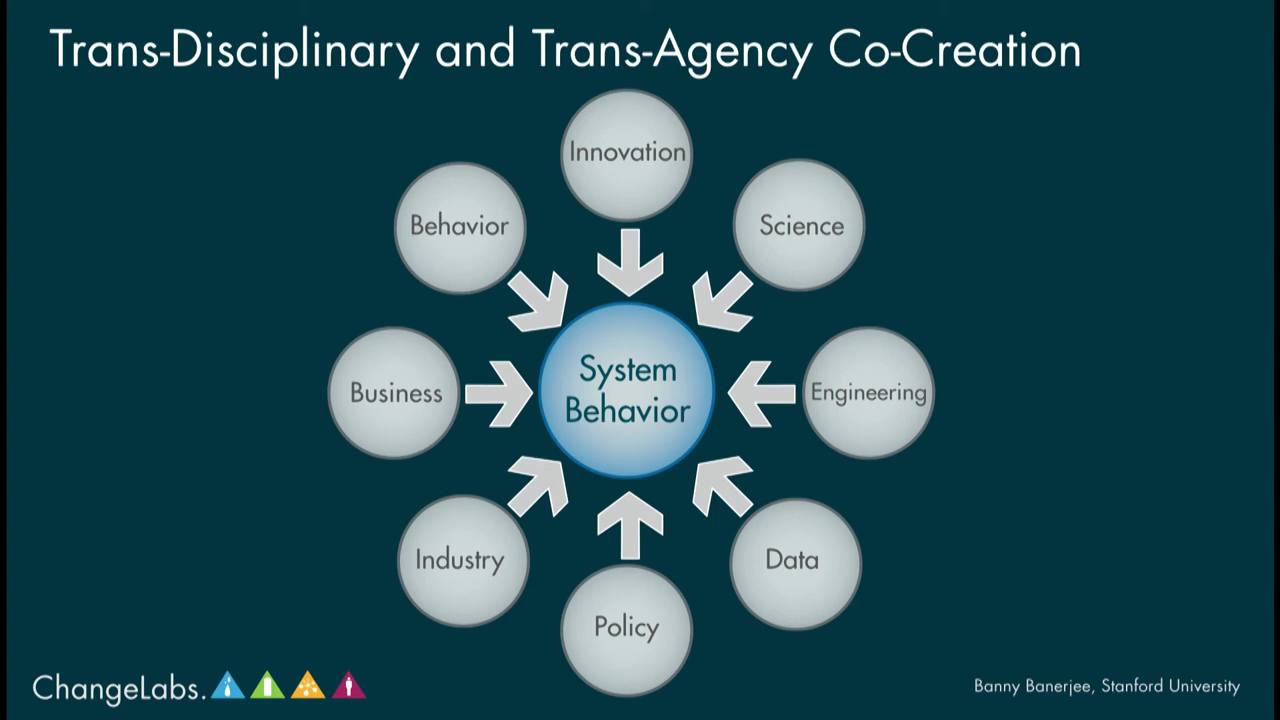 Trans-Disciplinary and Trans-Agency Co-Creation
Innovation
Behavior
Science
System
Behavior
Business
Engineering
Industry
Data
Policy
ChangeLabs.
Banny Banerjee, Stanford University